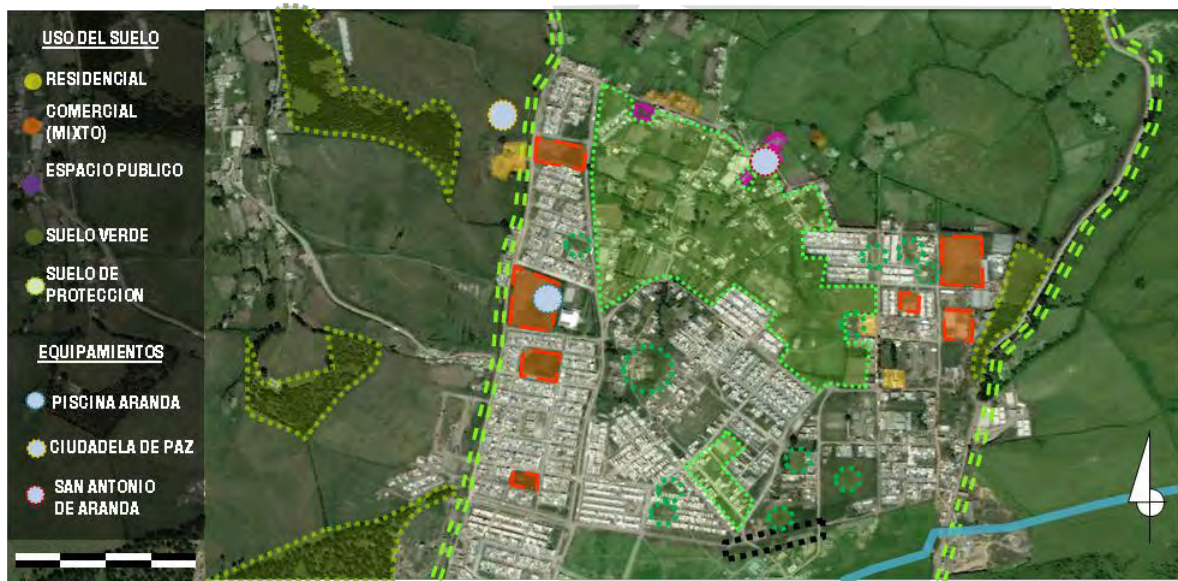 USO DEL SUELO
RESIDENCIAL
COMERCIAL
(MIXTO)
ESPACIO PUBLICO
SUELO VERDE
SUELO DE
PROTECCION
EQUIPAMIENTOS
PISCINA ARANDA
CIUDADELA DE PAZ
SAN ANTONIO
DE ARANDA